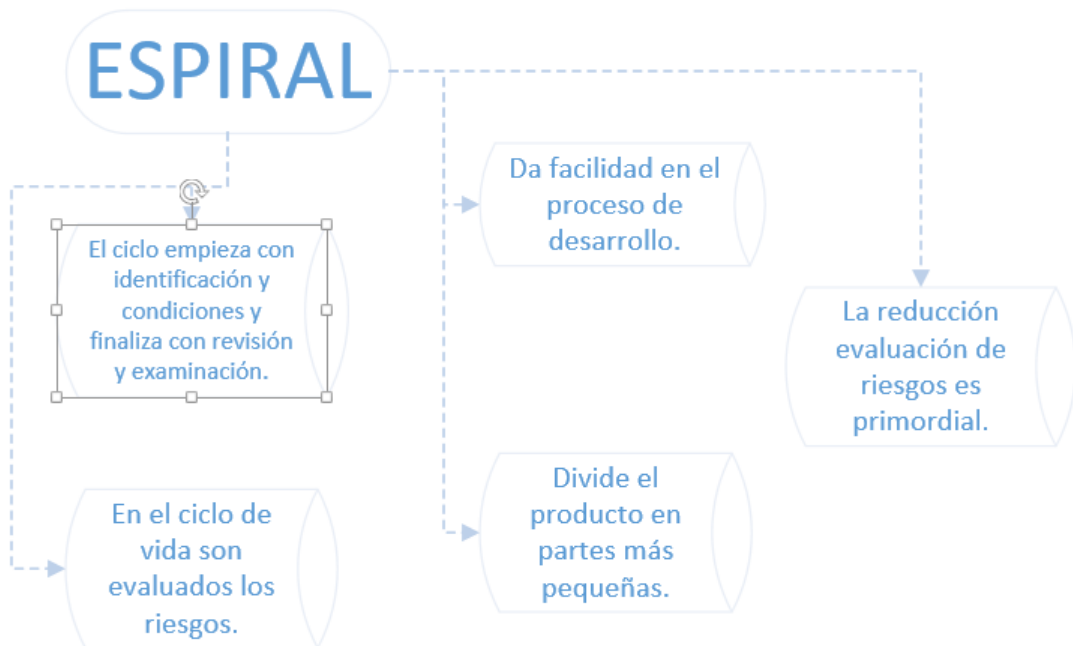 ESPIRAL
El ciclo empieza con
identificación y
condiciones y
finaliza con revisión
y examinación.
En el ciclo de
vida son
evaluados los
riesgos.
Da facilidad en el
proceso de
desarrollo.
Divide el
producto en
partes más
pequeñas.
La reducción
evaluación de
riesgos es
primordial.